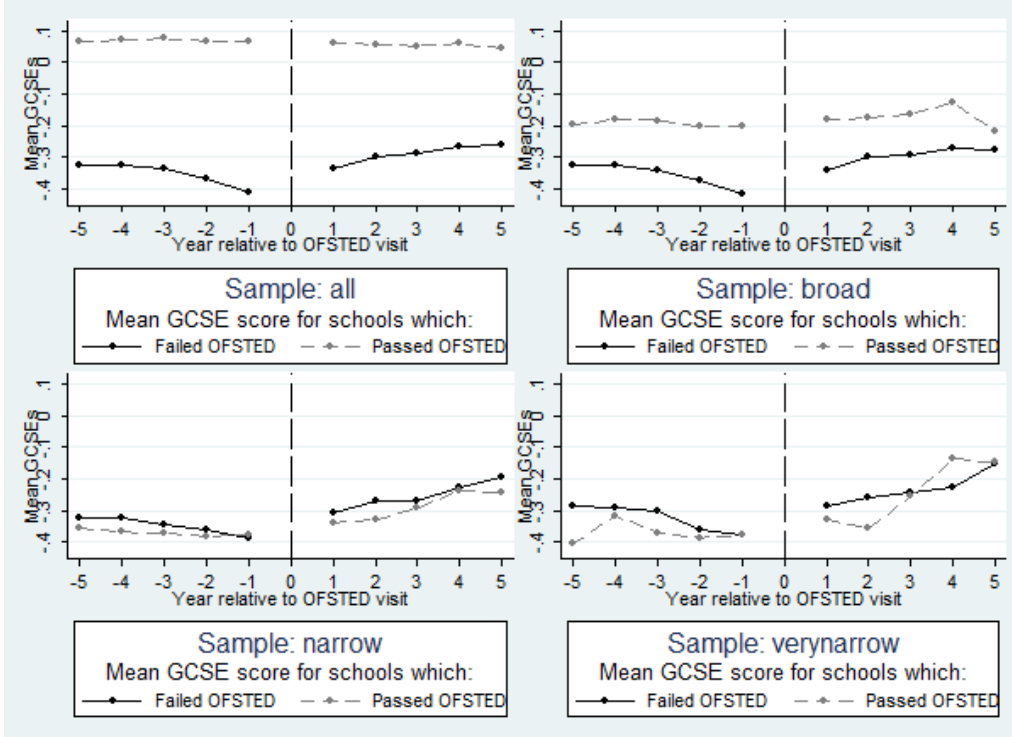 Mean GCSEs
.1
0
-.1
-.2
-.3
-.4
-5 -4 -3 -2 -1 0 1 2 3 4 5
Year relative to OFSTED visit
Sample: all
Mean GCSE score for schools which:
Failed OFSTED Passed OFSTED
Mean GCSEs
.1
0
-.1
-.2
-.3
-.4
-5 -4 -3 -2 -1 0 1 2 3 4 5
Year relative to OFSTED visit
Sample: broad
Mean GCSE score for schools which:
Failed OFSTED Passed OFSTED
Mean GCSEs
.1
0
-.1
-.2
-.3
-.4
-5 -4 -3 -2 -1 0 1 2 3 4 5
Year relative to OFSTED visit
Sample: narrow
Mean GCSE score for schools which:
Failed OFSTED Passed OFSTED
Mean GCSEs
.1
0
-.1
-.2
-.3
-.4
-5 -4 -3 -2 -1 0 1 2 3 4 5
Year relative to OFSTED visit
Sample: verynarrow
Mean GCSE score for schools which:
Failed OFSTED Passed OFSTED